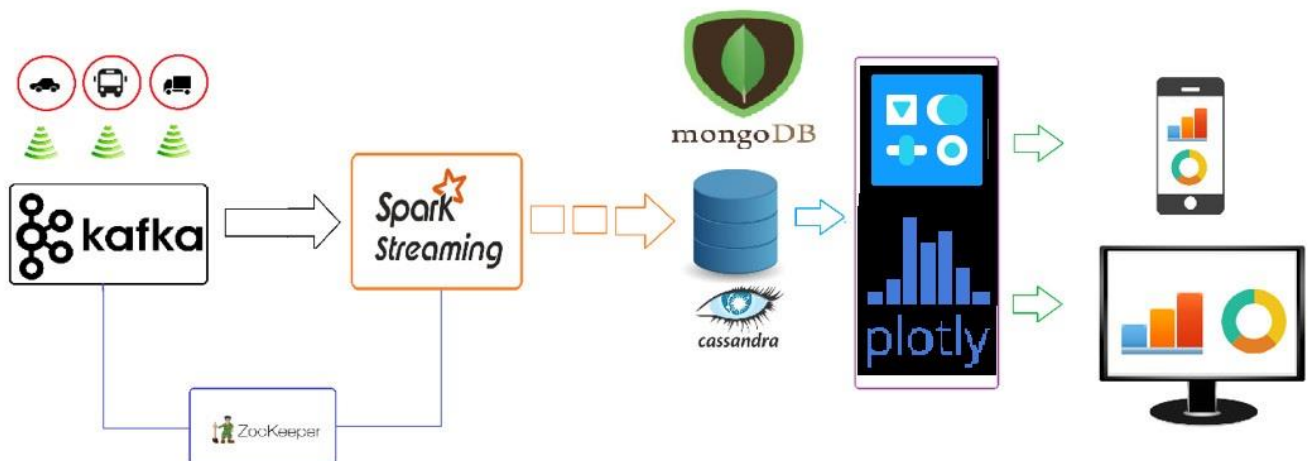 mongoDB
kafka
Spark
Streaming
cassandra
plotly
ZooKeeper